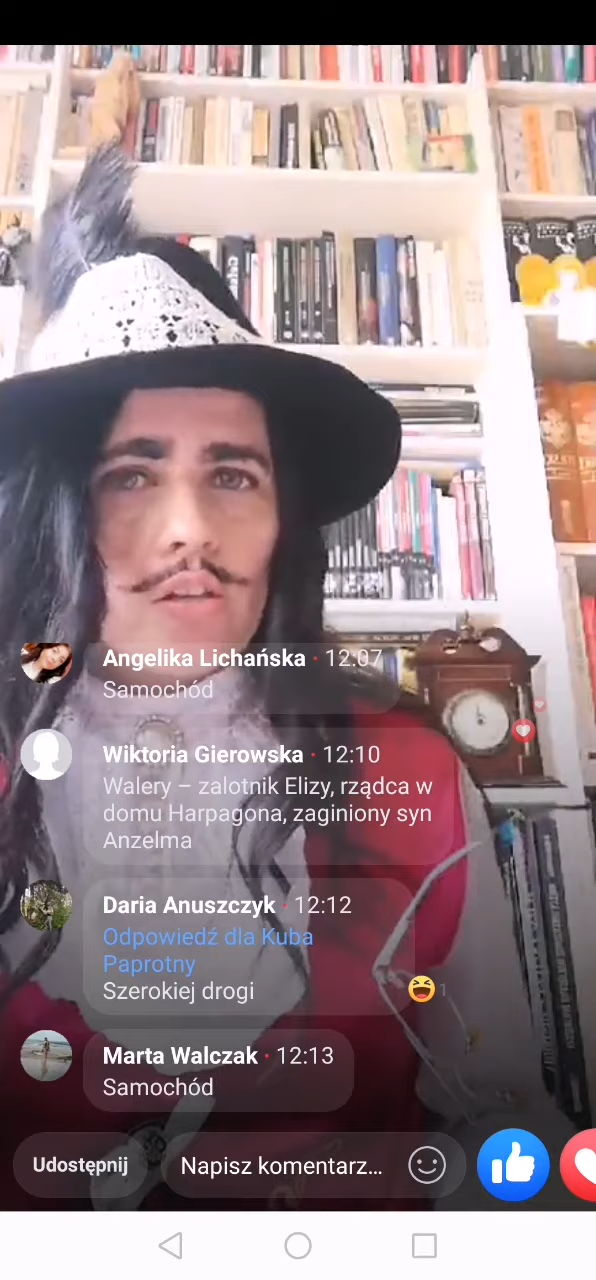 Angelika Lichańska • 12:07
Samochód
Wiktoria Gierowska • 12:10
Walery – zalotnik Elizy, rządca w
domu Harpagona, zaginiony syn
Anzelma
Daria Anuszczyk • 12:12
Odpowiedź dla Kuba
Paprotny
Szerokiej drogi
1
Marta Walczak • 12:13
Samochód
Udostępnij
Napisz komentarz...